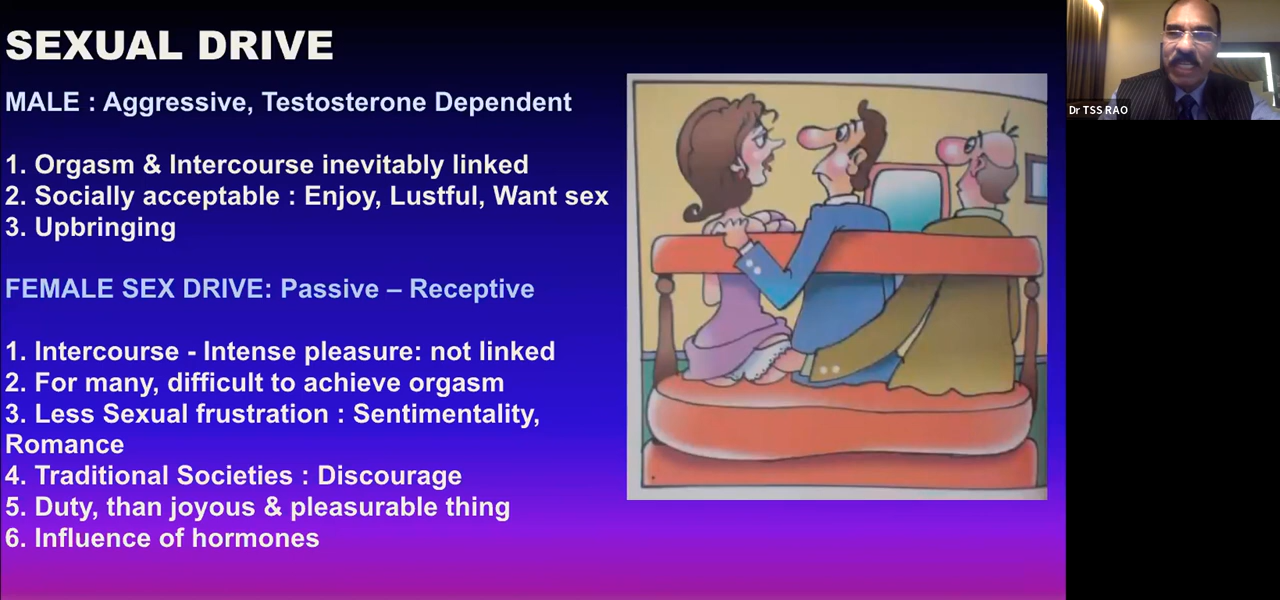 SEXUAL DRIVE
MALE : Aggressive, Testosterone Dependent
1. Orgasm & Intercourse inevitably linked
2. Socially acceptable : Enjoy, Lustful, Want sex
3. Upbringing
FEMALE SEX DRIVE: Passive – Receptive
1. Intercourse - Intense pleasure: not linked
2. For many, difficult to achieve orgasm
3. Less Sexual frustration : Sentimentality,
Romance
4. Traditional Societies : Discourage
5. Duty, than joyous & pleasurable thing
6. Influence of hormones
Dr TSS RAO